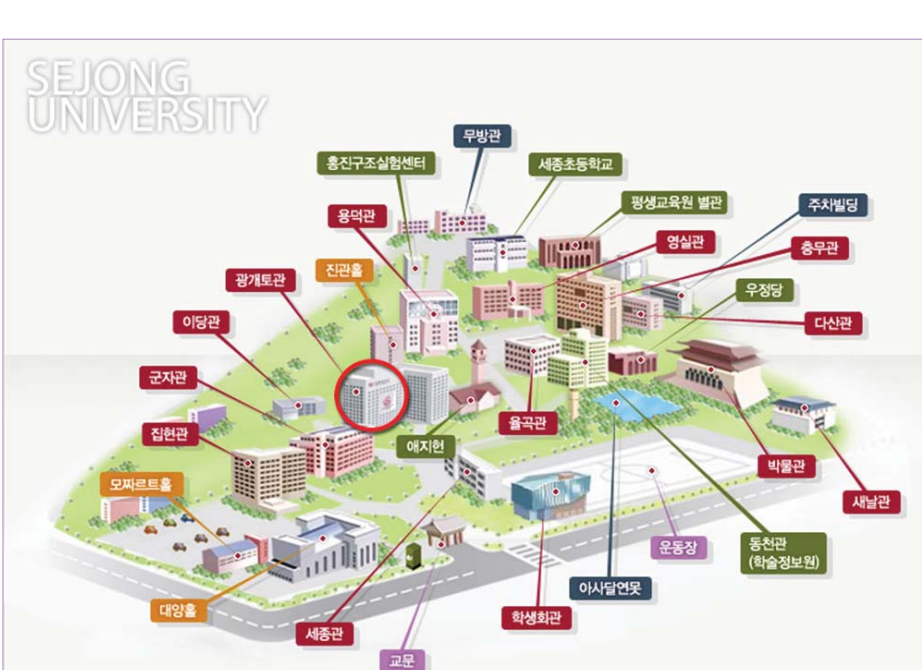 SEJONG
UNIVERSITY
무방관
홍진구조실험센터
세종초등학교
용덕관
평생교육원 별관
주차빌딩
영실관
충무관
진관홀
광개토관
우정당
이당관
다산관
군자관
율곡관
집현관
애지헌
박물관
모짜르트홀
새날관
운동장
동천관
(학술정보원)
아사달연못
대양홀
학생회관
세종관
교문